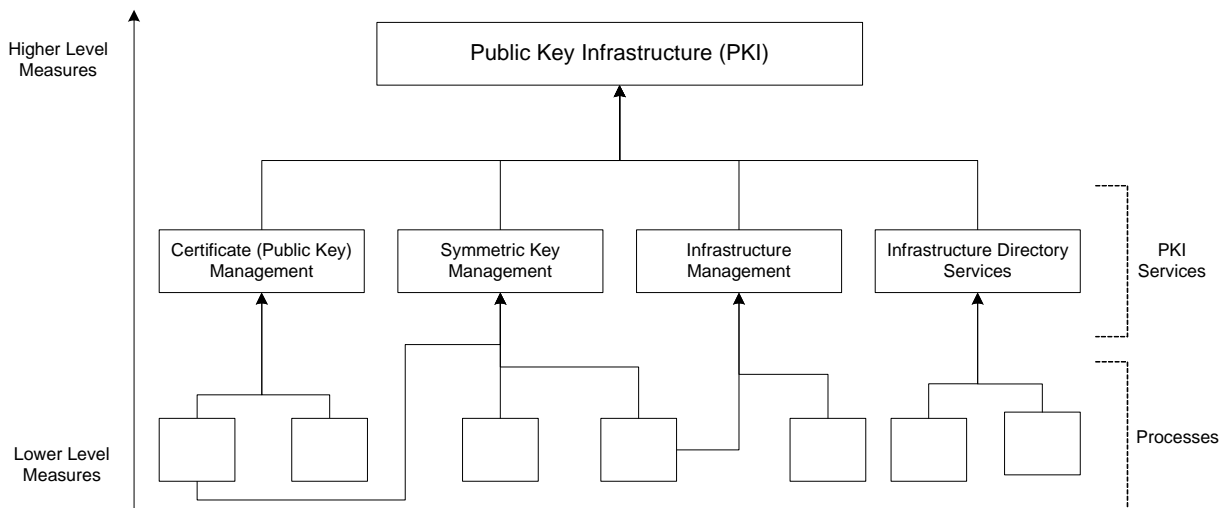 Higher Level
Measures
Public Key Infrastructure (PKI)
Certificate (Public Key)
Management
Symmetric Key
Management
Infrastructure
Management
Infrastructure Directory
Services
PKI
Services
Lower Level
Measures
Processes